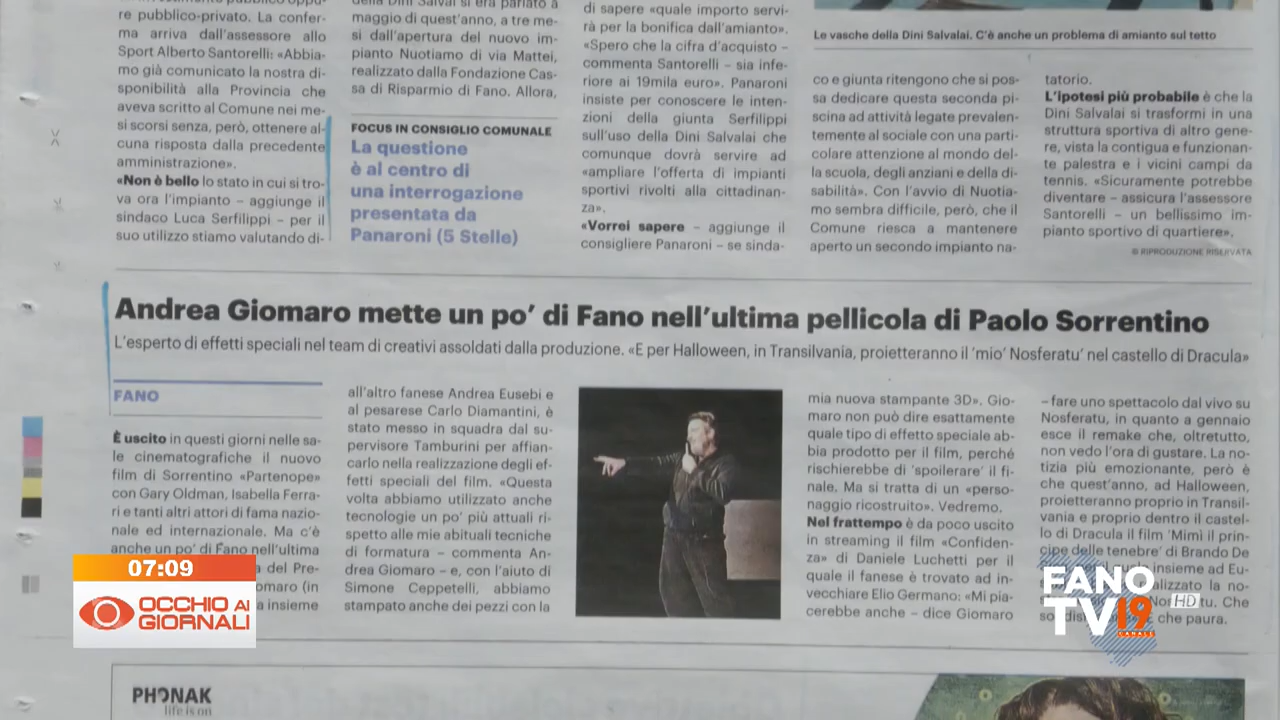 re pubblico-privato. La confer-
ma arriva dall'assessore allo
Sport Alberto Santorelli: «Abbia-
mo già comunicato la nostra di-
sponibilità alla Provincia che
aveva scritto al Comune nei me-
si scorsi senza, però, ottenere al-
cuna risposta dalla precedente
amministrazione».
«Non è bello lo stato in cui si tro-
va ora l'impianto – aggiunge il
sindaco Luca Serfilippi – per il
suo utilizzo stiamo valutando di-
della Dini Salvalai si era parlato a
maggio di quest'anno, a tre me-
si dall'apertura del nuovo im-
pianto Nuotiamo di via Mattei,
realizzato dalla Fondazione Cas-
sa di Risparmio di Fano. Allora,
FOCUS IN CONSIGLIO COMUNALE
La questione
è al centro di
una interrogazione
presentata da
Panaroni (5 Stelle)
di sapere «quale importo servi-
rà per la bonifica dall'amianto».
«Spero che la cifra d'acquisto –
commenta Santorelli – sia infe-
riore ai 19mila euro». Panaroni
insiste per conoscere le inten-
zioni della giunta Serfilippi
sull'uso della Dini Salvalai che
comunque dovrà servire ad
«ampliare l'offerta di impianti
sportivi rivolti alla cittadinan-
za».
«Vorrei sapere – aggiunge il
consigliere Panaroni – se sinda-
Le vasche della Dini Salvalai. C'è anche un problema di amianto sul tetto
co e giunta ritengono che si pos-
sa dedicare questa seconda pi-
scina ad attività legate prevalen-
temente al sociale con una parti-
colare attenzione al mondo del-
la scuola, degli anziani e della di-
sabilità». Con l'avvio di Nuotia-
mo sembra difficile, però, che il
Comune riesca a mantenere
aperto un secondo impianto na-
tatorio.
L'ipotesi più probabile è che la
Dini Salvalai si trasformi in una
struttura sportiva di altro gene-
re, vista la contigua e funzionan-
te palestra e i vicini campi da
tennis. «Sicuramente potrebbe
diventare – assicura l'assessore
Santorelli – un bellissimo im-
pianto sportivo di quartiere».
© RIPRODUZIONE RISERVATA
Andrea Giomaro mette un po' di Fano nell'ultima pellicola di Paolo Sorrentino
L'esperto di effetti speciali nel team di creativi assoldati dalla produzione. «E per Halloween, in Transilvania, proietteranno il 'mio' Nosferatu' nel castello di Dracula»
FANO
È uscito in questi giorni nelle sa-
le cinematografiche il nuovo
film di Sorrentino «Partenope»
con Gary Oldman, Isabella Ferra-
ri e tanti altri attori di fama nazio-
nale ed internazionale. Ma c'è
anche un po' di Fano nell'ultima
a del Pre-
omaro (in
a insieme
all'altro fanese Andrea Eusebi e
al pesarese Carlo Diamantini, è
stato messo in squadra dal su-
pervisore Tamburini per affian-
carlo nella realizzazione degli ef-
fetti speciali del film. «Questa
volta abbiamo utilizzato anche
tecnologie un po' più attuali ri-
spetto alle mie abituali tecniche
di formatura – commenta An-
drea Giomaro – e, con l'aiuto di
Simone Ceppetelli, abbiamo
stampato anche dei pezzi con la
mia nuova stampante 3D». Gio-
maro non può dire esattamente
quale tipo di effetto speciale ab-
bia prodotto per il film, perché
rischierebbe di 'spoilerare' il fi-
nale. Ma si tratta di un «perso-
naggio ricostruito». Vedremo.
Nel frattempo è da poco uscito
in streaming il film «Confiden-
za» di Daniele Luchetti per il
quale il fanese è trovato ad in-
vecchiare Elio Germano: «Mi pia-
cerebbe anche – dice Giomaro
– fare uno spettacolo dal vivo su
Nosferatu, in quanto a gennaio
esce il remake che, oltretutto,
non vedo l'ora di gustare. La no-
tizia più emozionante, però è
che quest'anno, ad Halloween,
proietteranno proprio in Transil-
vania e proprio dentro il castel-
lo di Dracula il film 'Mimì il prin-
cipe delle tenebre' di Brando De
insieme ad Eu-
alizzato la no-
tu. Che
E che paura.
07:09
OCCHIO AI
GIORNALI
FANO
TV19 HD
CANALE
PHONAK
life is on